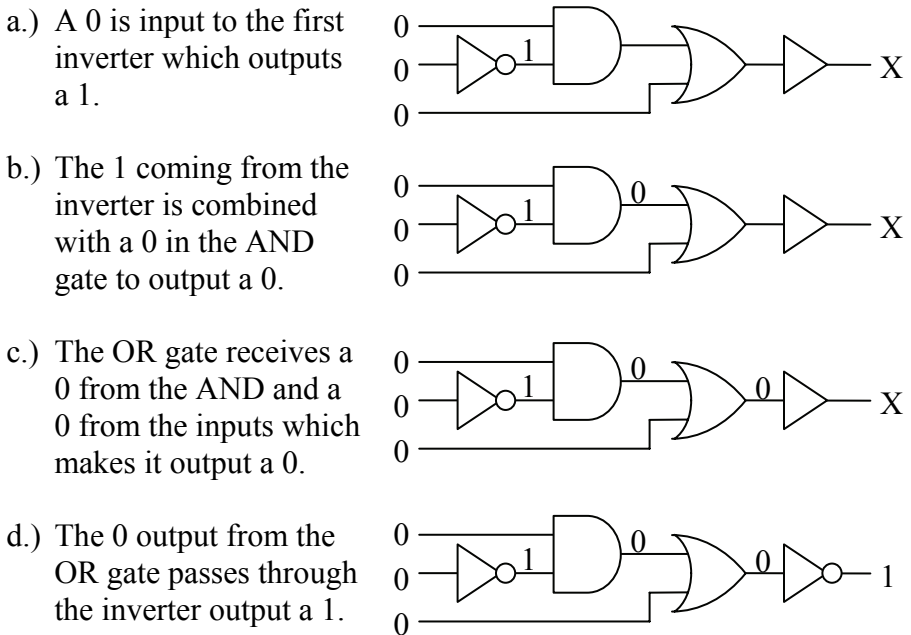 a.) A 0 is input to the first
inverter which outputs
a 1.
0
0
1
0
X
b.) The 1 coming from the
inverter is combined
with a 0 in the AND
gate to output a 0.
0
0
1
0
0
X
c.) The OR gate receives a
0 from the AND and a
0 from the inputs which
makes it output a 0.
0
0
1
0
0
0
X
d.) The 0 output from the
OR gate passes through
the inverter output a 1.
0
0
1
0
0
0
1